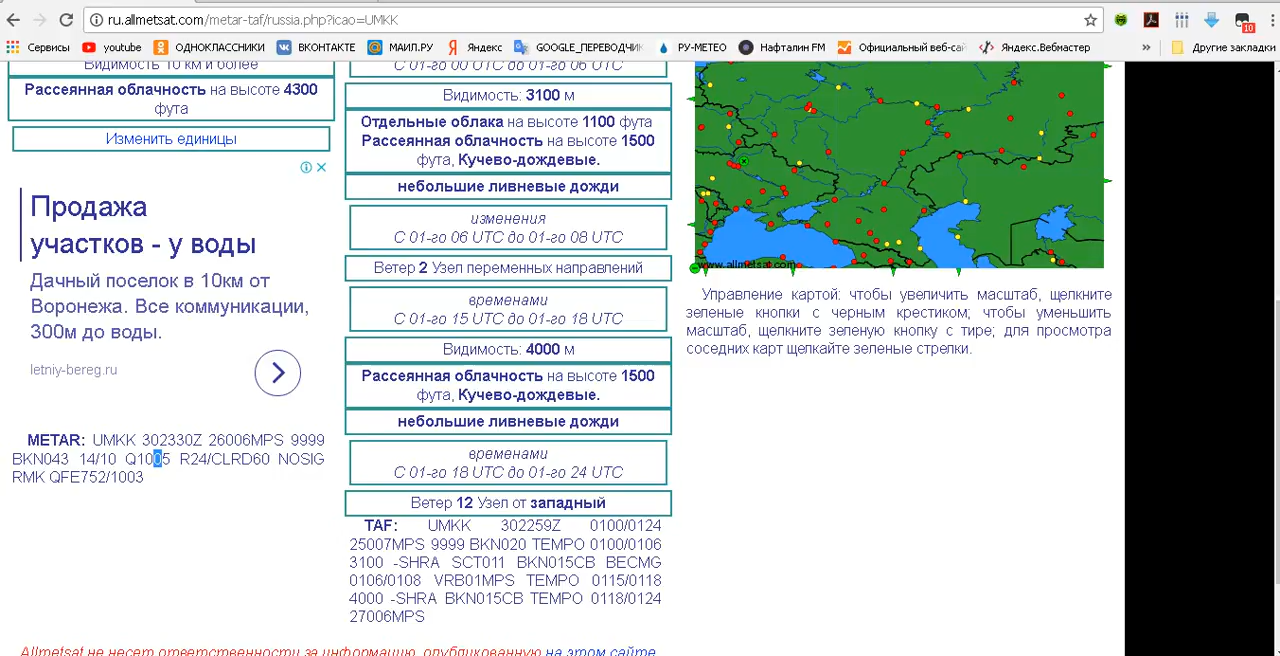 ru.allmetsat.com/metar-taf/russia.php?icao=UMKK
10
Сервисы
youtube
ОДНОКЛАССНИКИ
ВКОНТАКТЕ
МАИЛ.РУ
Яндекс
GOOGLE_ПЕРЕВОДЧИ
РУ-МЕТЕО
Нафталин FM
Официальный веб-са
Яндекс.Вебмастер
»
Другие закладки
Видимость 10 км и более
Рассеянная облачность на высоте 4300
фута
Изменить единицы
Продажа
участков - у воды
Дачный поселок в 10км от
Воронежа. Все коммуникации,
300м до воды.
letniy-bereg.ru
METAR: UMKK 302330Z 26006MPS 9999
BKN043 14/10 Q1005 R24/CLRD60 NOSIG
RMK QFE752/1003
С 01-го 00 UTC до 01-го 06 UTC
Видимость: 3100 м
Отдельные облака на высоте 1100 фута
Рассеянная облачность на высоте 1500
фута, Кучево-дождевые.
небольшие ливневые дожди
изменения
С 01-го 06 UTC до 01-го 08 UTC
Ветер 2 Узел переменных направлений
временами
С 01-го 15 UTC до 01-го 18 UTC
Видимость: 4000 м
Рассеянная облачность на высоте 1500
фута, Кучево-дождевые.
небольшие ливневые дожди
временами
С 01-го 18 UTC до 01-го 24 UTC
Ветер 12 Узел от западный
TAF: UMKK 302259Z 0100/0124
25007MPS 9999 BKN020 TEMPO 0100/0106
3100 -SHRA SCT011 BKN015CB BECMG
0106/0108 VRB01MPS TEMPO 0115/0118
4000 -SHRA BKN015CB TEMPO 0118/0124
27006MPS
www.allmetsat.com
Управление картой: чтобы увеличить масштаб, щелкните
зеленые кнопки с черным крестиком; чтобы уменьшить
масштаб, щелкните зеленую кнопку с тире; для просмотра
соседних карт щелкайте зеленые стрелки.
Allmetsat не несет ответственности за информацию, опубликованную на этом сайте